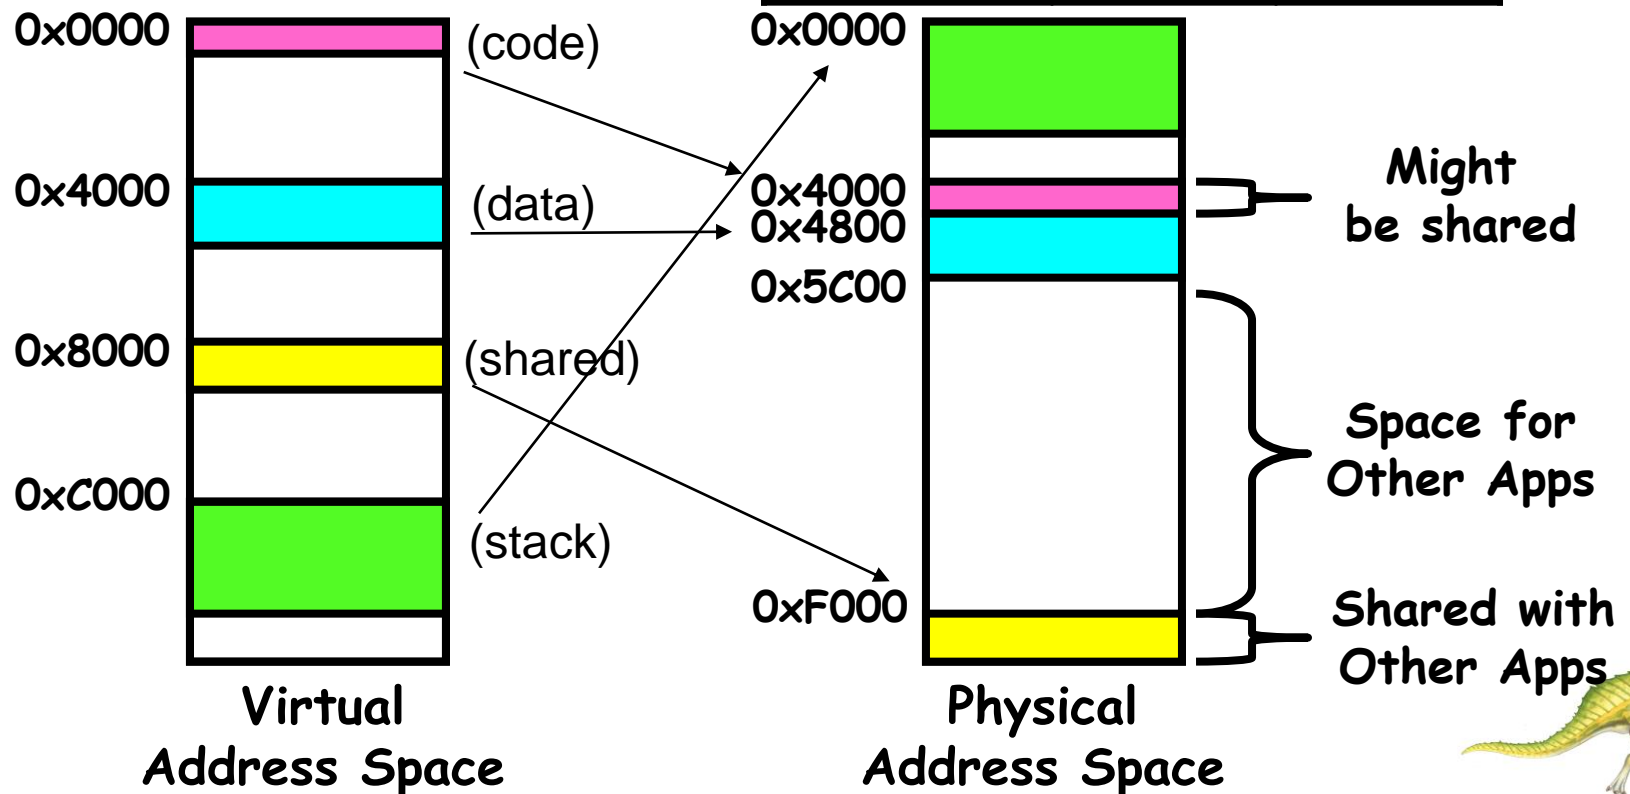 0x0000
(code)
0x4000
(data)
0x8000
(shared)
0xC000
(stack)
Virtual
Address Space
0x0000
0x4000
0x4800
0x5C00
0xF000
Physical
Address Space
Might
be shared
Space for
Other Apps
Shared with
Other Apps